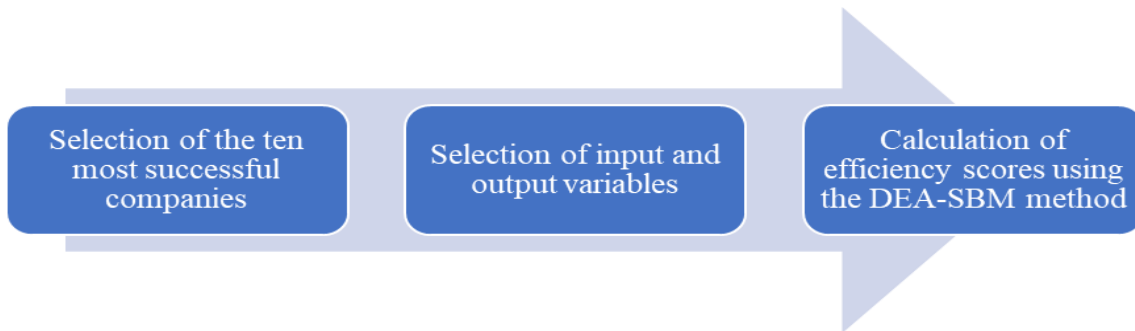 Selection of the ten
most successful
companies
Selection of input and
output variables
Calculation of
efficiency scores using
the DEA-SBM method